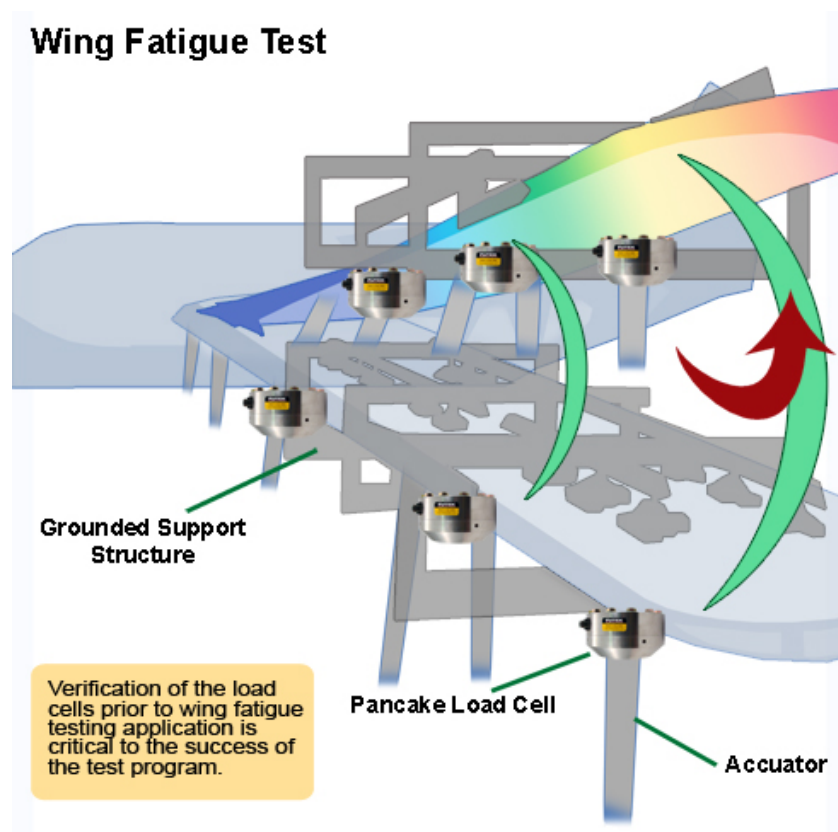 Wing Fatigue Test
Grounded Support
Structure
Pancake Load Cell
Accuator
Verification of the load
cells prior to wing fatigue
testing application is
critical to the success of
the test program.